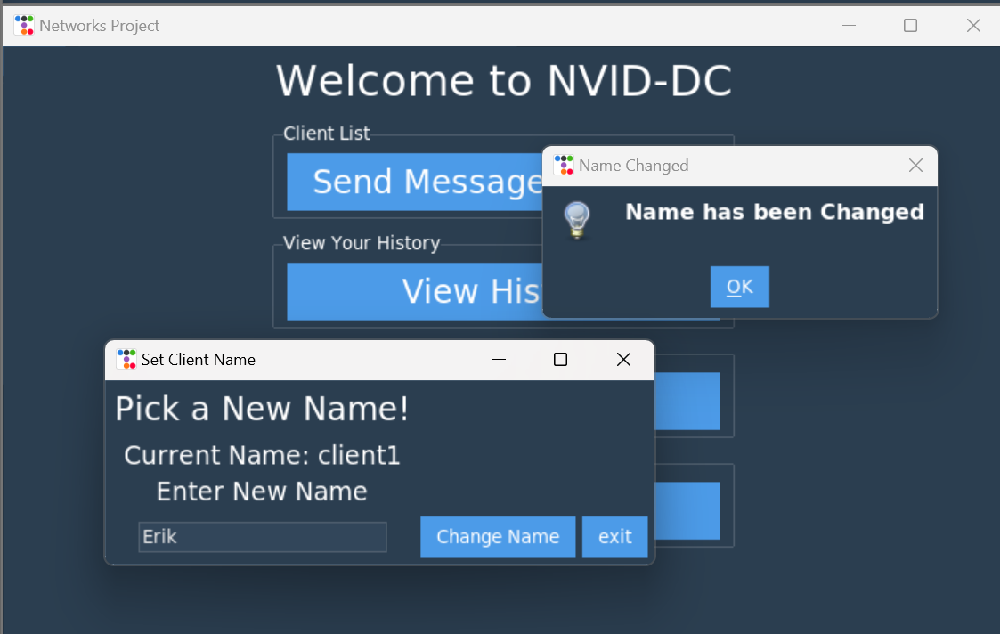 Networks Project
Welcome to NVID-DC
Client List
Send Message
Name Changed
Name has been Changed
OK
View Your History
View His
Set Client Name
Pick a New Name!
Current Name: client1
Enter New Name
Erik
Change Name
exit